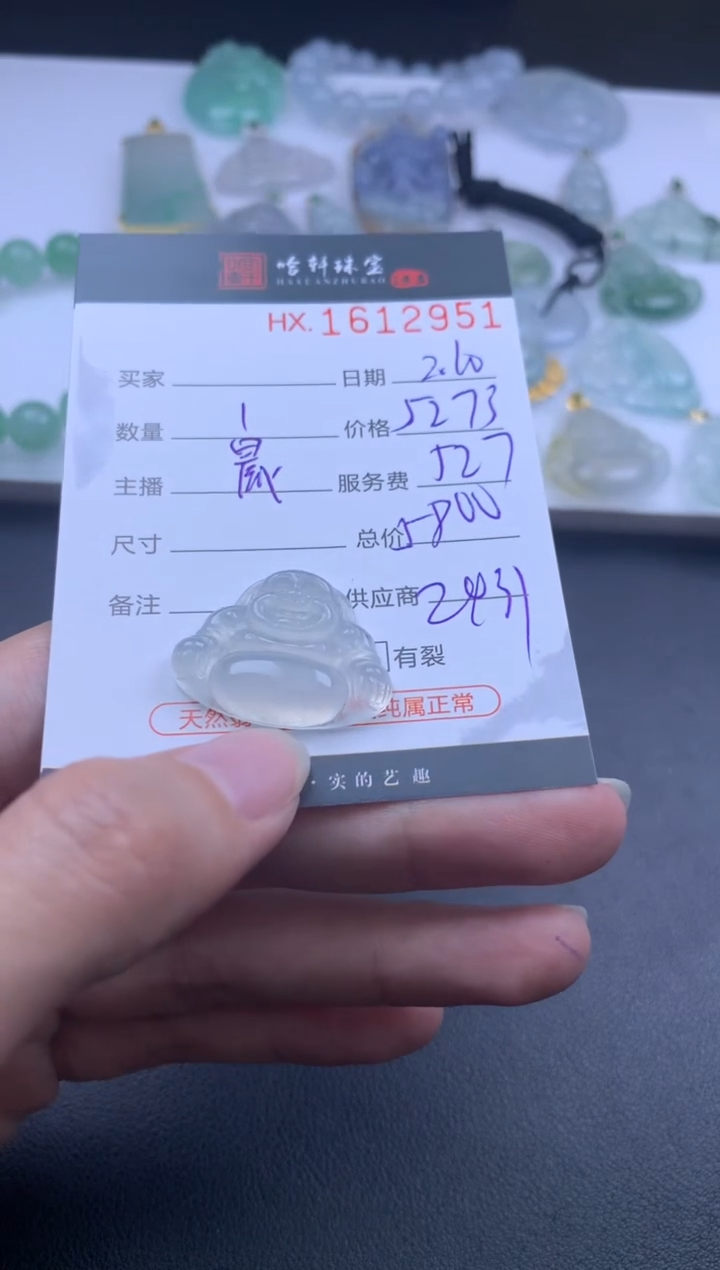 哈轩珠宝
HAXUANZHUBAO
HX.1612951
买家 日期 2.10
数量 1 价格 5273
主播 晨 服务费 527
尺寸 总价 5800
备注 供应商 2431
有裂
天然 纯属正常
·实的艺趣